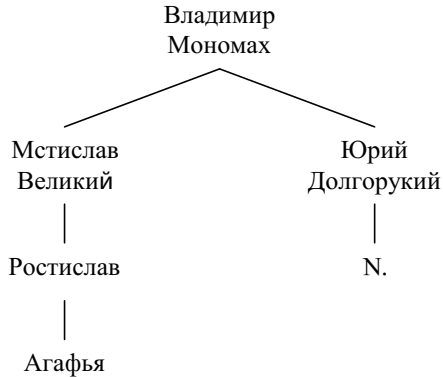 Владимир
Мономах
Мстислав
Великий
Юрий
Долгорукий
Ростислав
N.
Агафья